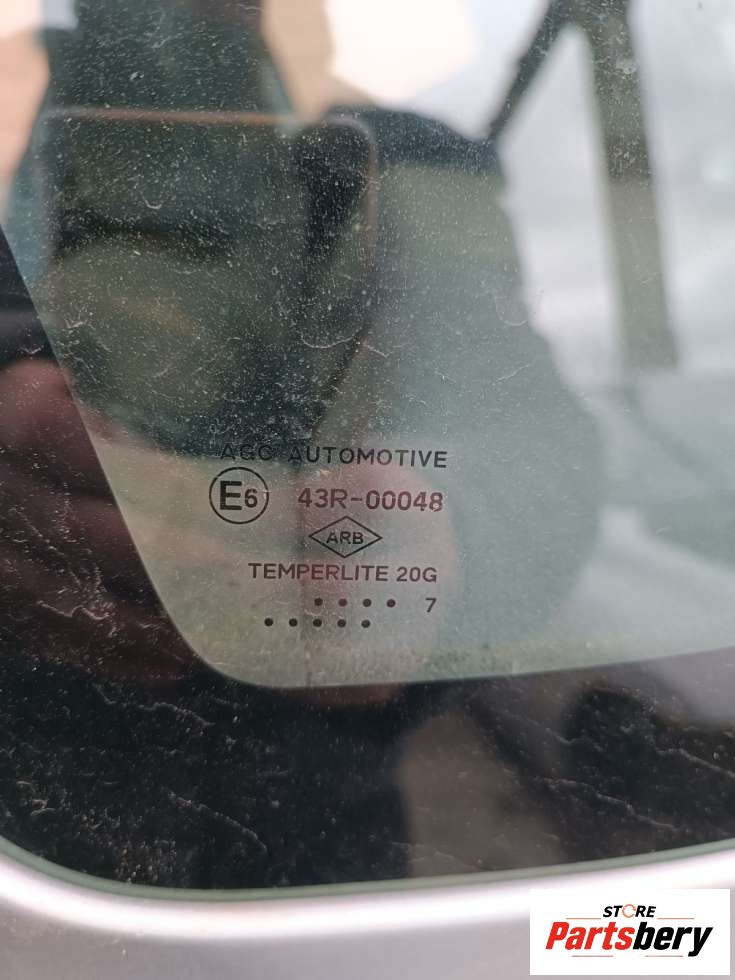 AGC AUTOMOTIVE
E6 43R-00048
ARB
TEMPERLITE 20G
•••• 7
•••••
STORE
Partsbery